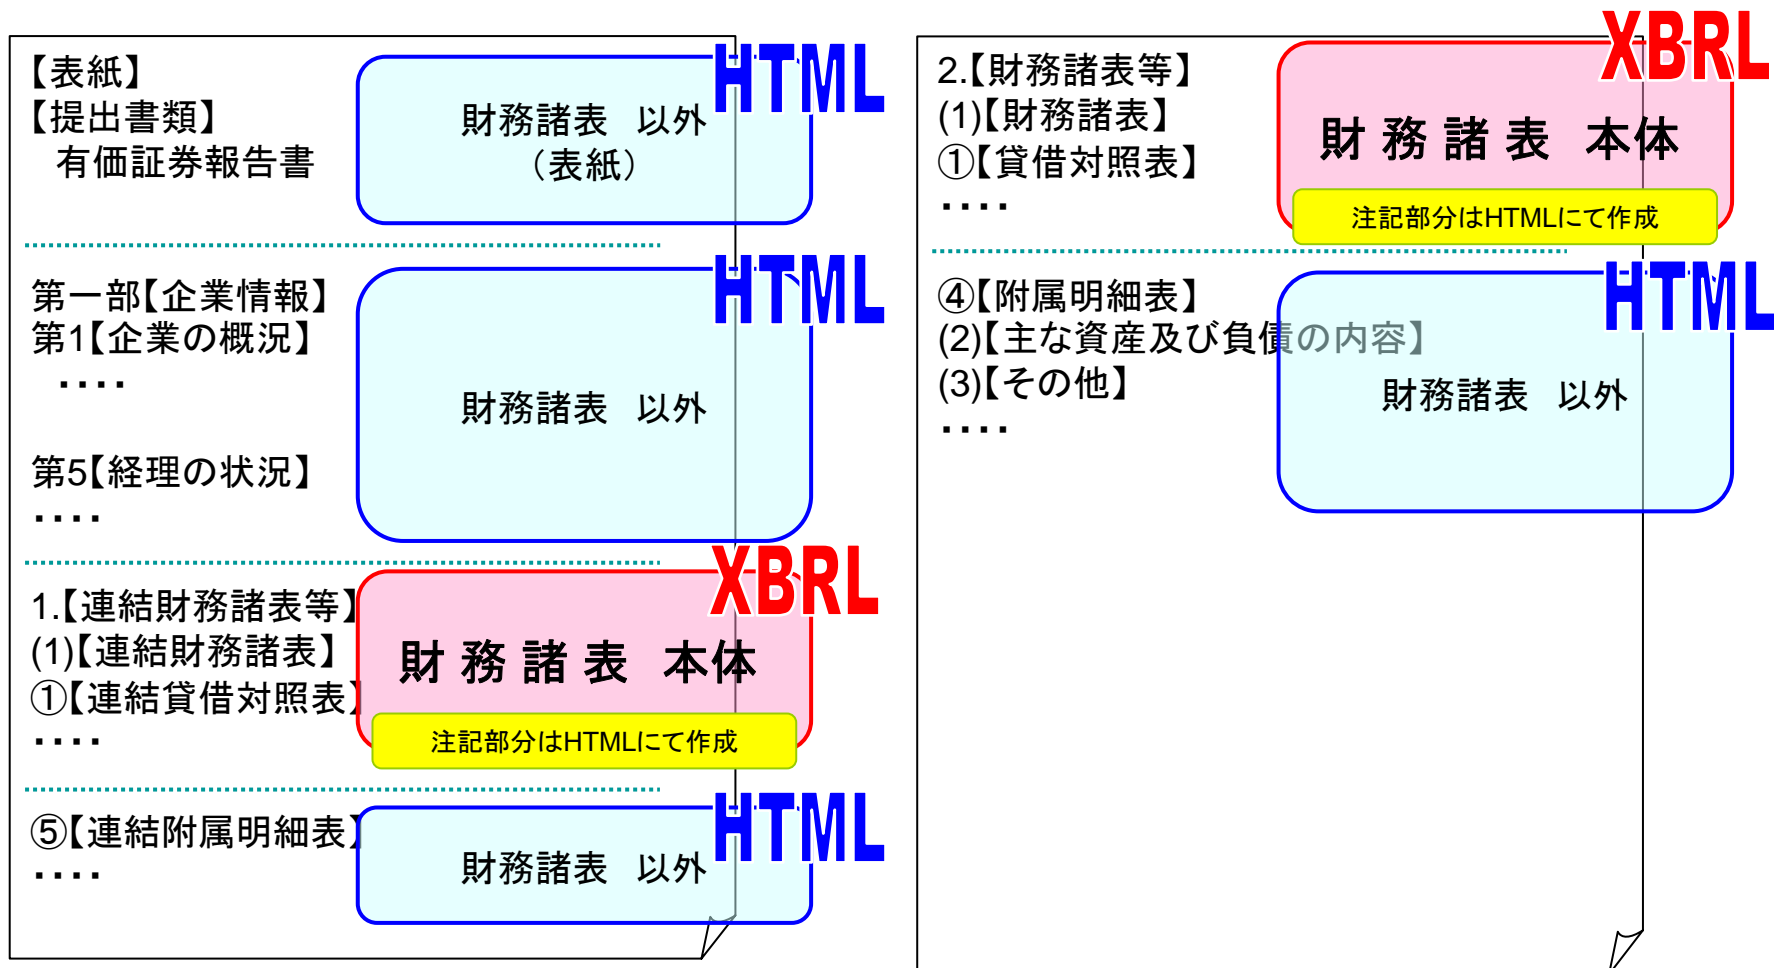 【表紙】
【提出書類】
有価証券報告書
HTML
財務諸表 以外
（表紙）
第一部【企業情報】
第1【企業の概況】
・・・・
第5【経理の状況】
・・・・
HTML
財務諸表 以外
1.【連結財務諸表等】
(1)【連結財務諸表】
①【連結貸借対照表】
・・・・
XBRL
財務諸表 本体
注記部分はHTMLにて作成
⑤【連結附属明細表】
・・・・
HTML
財務諸表 以外
2.【財務諸表等】
(1)【財務諸表】
①【貸借対照表】
・・・・
XBRL
財務諸表 本体
注記部分はHTMLにて作成
④【附属明細表】
(2)【主な資産及び負債の内容】
(3)【その他】
・・・・
HTML
財務諸表 以外